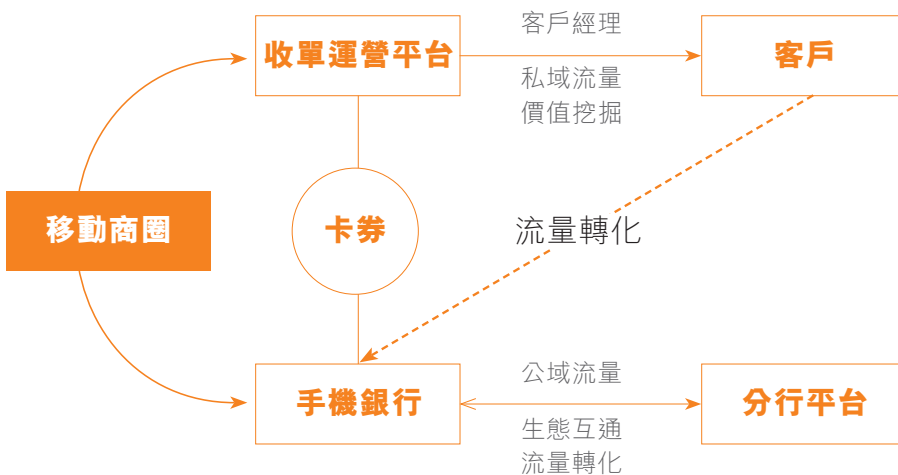 收單運營平台
客戶經理
私域流量
價值挖掘
客戶
移動商圈
卡券
流量轉化
手機銀行
公域流量
生態互通
流量轉化
分行平台